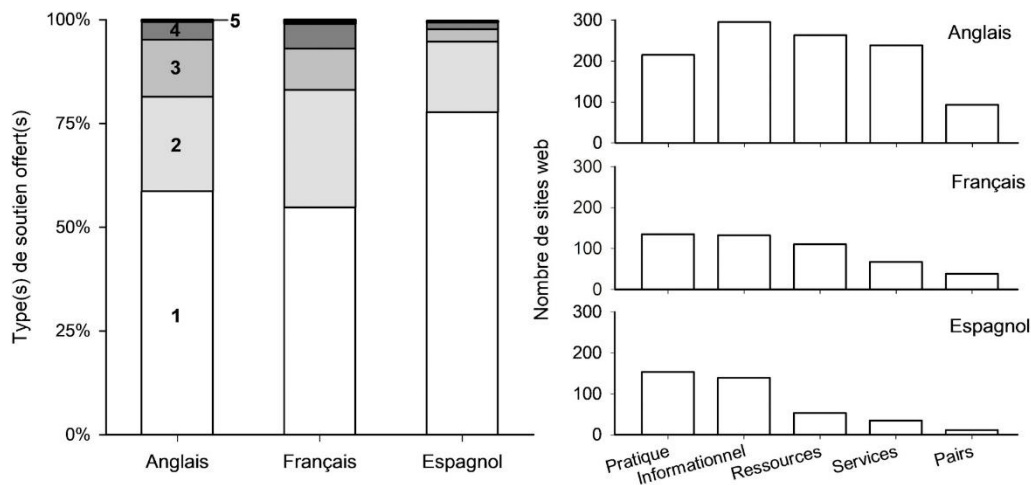 Type(s) de soutien offert(s)
100%
75%
50%
25%
0%
5
4
3
2
1
Anglais
Français
Espagnol
Nombre de sites web
300
200
100
0
Anglais
300
200
100
0
Français
300
200
100
0
Espagnol
Pratique
Informationnel
Ressources
Services
Pairs